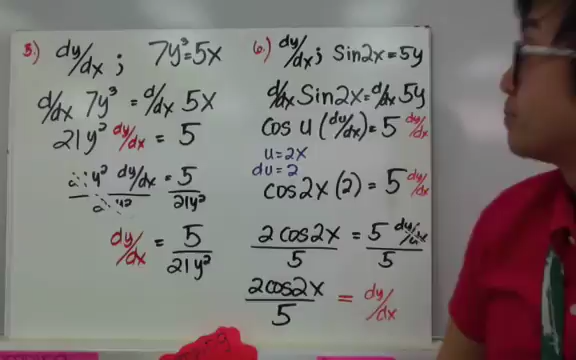 5.) dy/dx ; 7y³=5x
d/dx 7y³ = d/dx 5x
21y² dy/dx = 5
y² dy/dx = 5
21y²
dy/dx = 5
21y²
6.) dy/dx ; Sin2x=5y
d/dx Sin2x = d/dx 5y
cos u (du/dx) = 5 dy/dx
u=2x
du=2
cos2x (2) = 5 dy/dx
2cos2x = 5 dy/dx
5 5
2cos2x = dy/dx
5